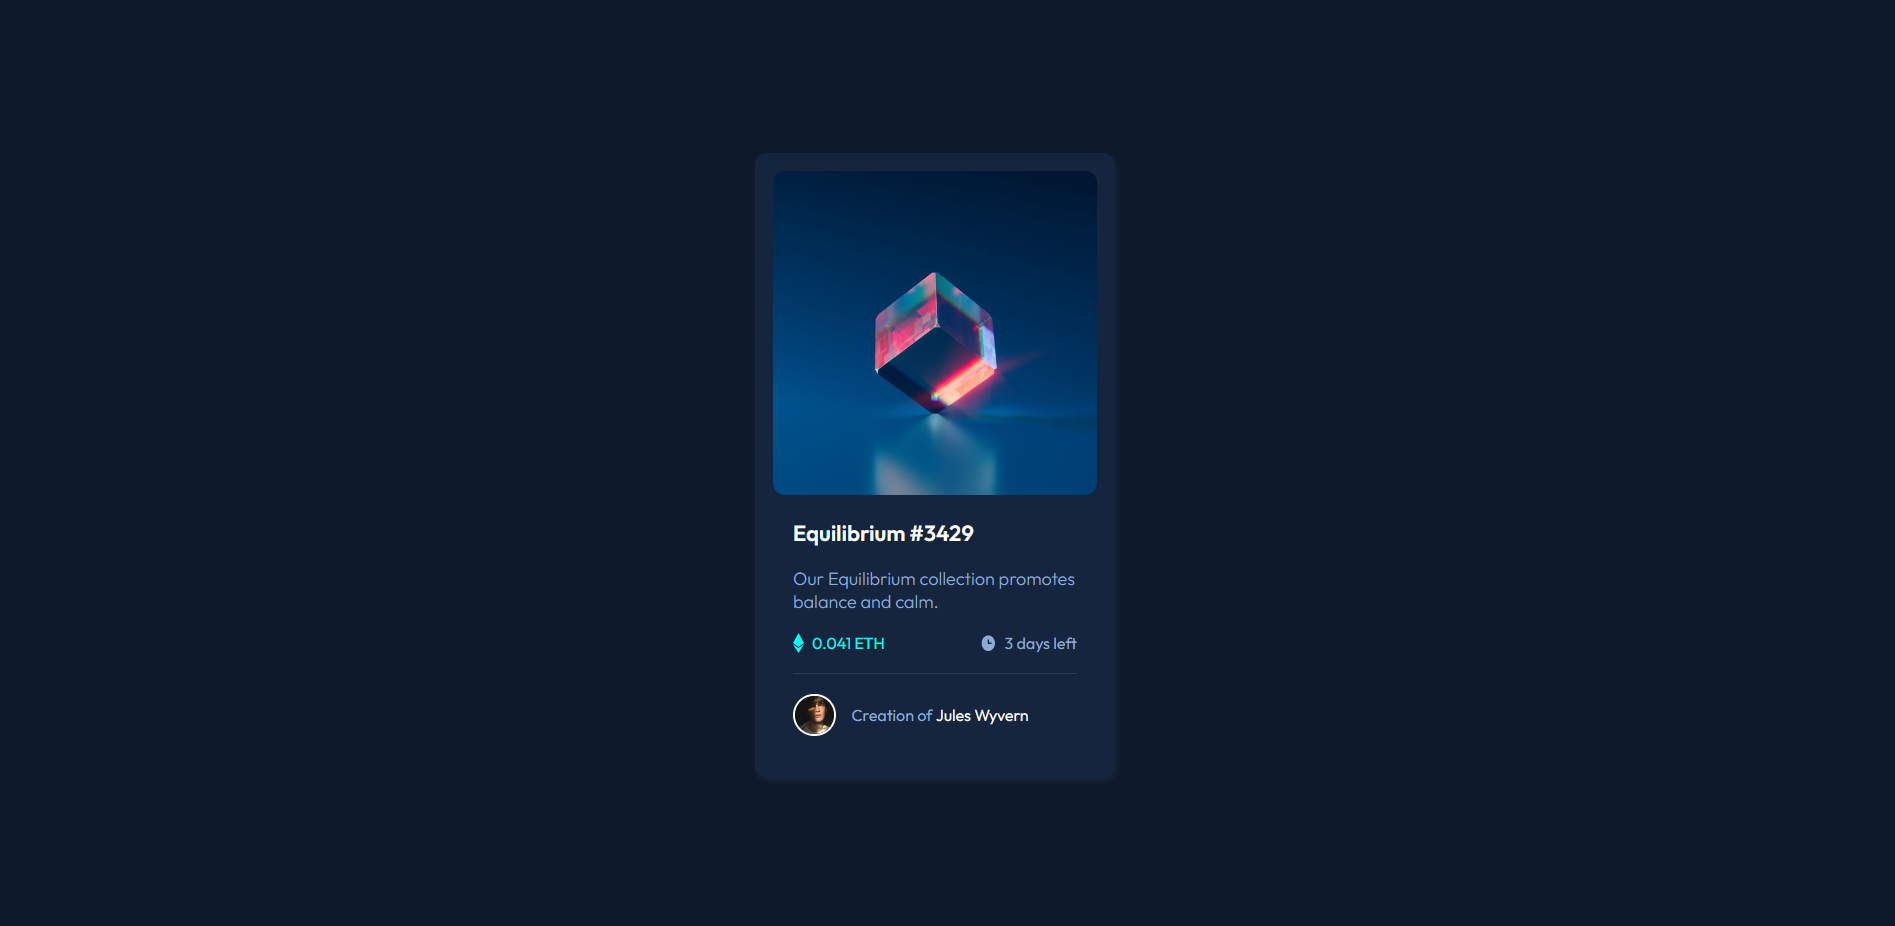 Equilibrium #3429
Our Equilibrium collection promotes
balance and calm.
0.041 ETH 3 days left
Creation of Jules Wyvern